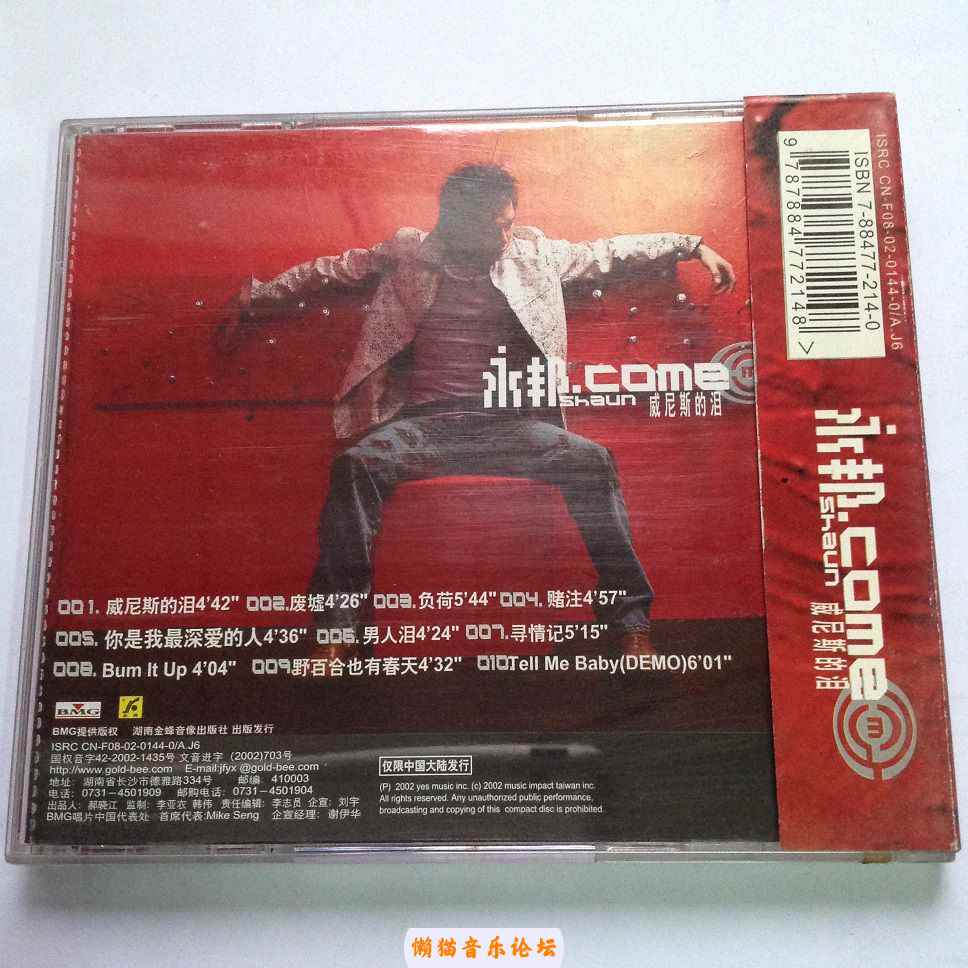 永邦.come
shaun 威尼斯的泪
001. 威尼斯的泪4'42" 002.废墟4'26" 003.负荷5'44" 004.赌注4'57"
005. 你是我最深爱的人4'36" 006.男人泪4'24" 007.寻情记5'15"
008. Bum It Up 4'04" 009野百合也有春天4'32" 010Tell Me Baby(DEMO)6'01"
BMG
BMG提供版权 湖南金蜂音像出版社 出版发行
ISRC CN-F08-02-0144-0/A.J6
国权音字42-2002-1435号 文音进字 (2002)703号
http://www.gold-bee.com E-mail:jfyx @gold-bee.com
地址: 湖南省长沙市德雅路334号 邮编: 410003
电话: 0731-4501909 邮购电话: 0731-4501904
出品人: 郝晓江 监制: 李亚农 韩伟 责任编辑: 李志员 企宣: 刘宇
BMG唱片中国代表处 首席代表:Mike Seng 企宣经理: 谢伊华
仅限中国大陆发行
(P) 2002 yes music inc. (c) 2002 music impact taiwan inc.
All rights reserved. Any unauthorized public performance,
broadcasting and copying of this compact disc is prohibited.
ISRC CN-F08-02-0144-0/A.J6
ISBN 7-88477-214-0
9 787884 772148 >
永邦.come
shaun 威尼斯的泪
m
懒猫音乐论坛